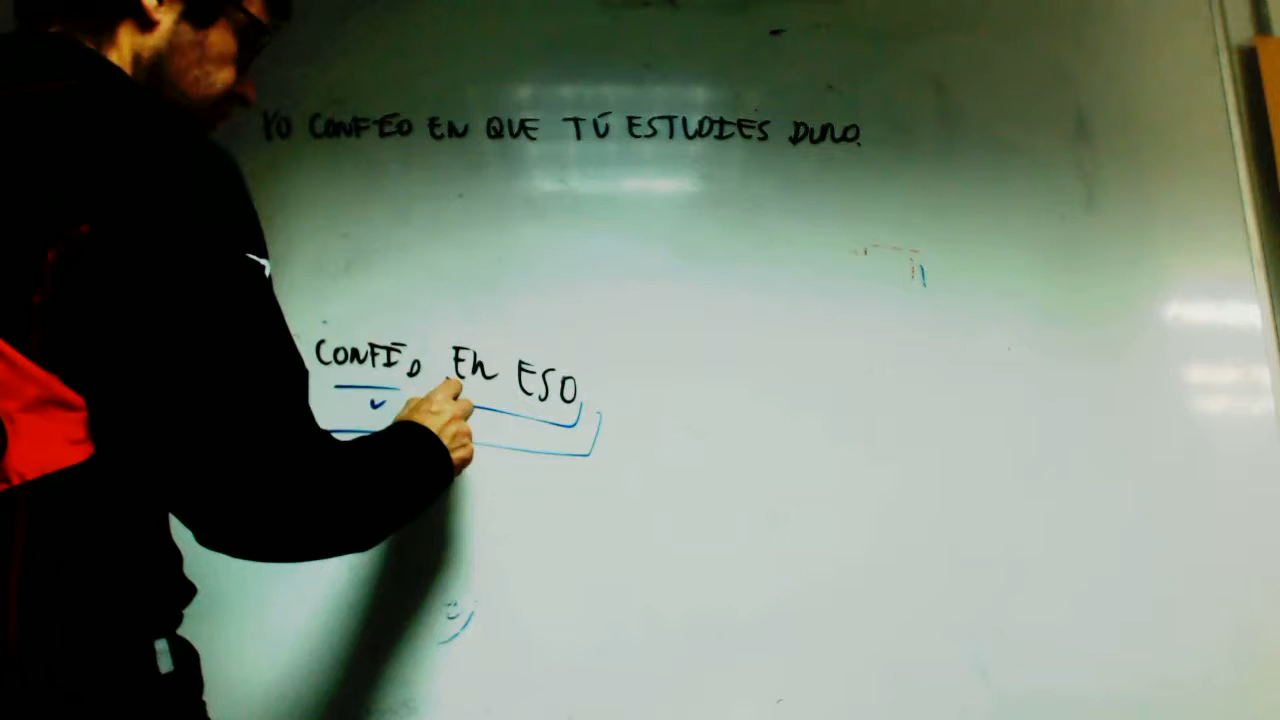 YO CONFÍO EN QUE TÚ ESTUDIES DURO.
CONFÍO EN ESO
V